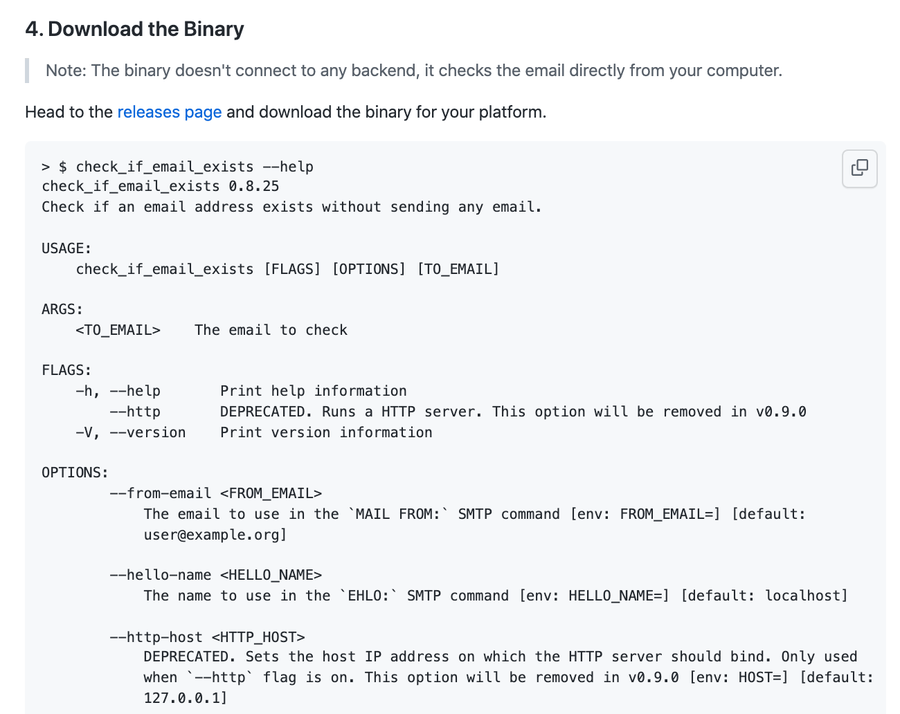 4. Download the Binary
Note: The binary doesn't connect to any backend, it checks the email directly from your computer.
Head to the releases page and download the binary for your platform.
> $ check_if_email_exists --help
check_if_email_exists 0.8.25
Check if an email address exists without sending any email.
USAGE:
check_if_email_exists [FLAGS] [OPTIONS] [TO_EMAIL]
ARGS:
<TO_EMAIL>    The email to check
FLAGS:
-h, --help       Print help information
--http       DEPRECATED. Runs a HTTP server. This option will be removed in v0.9.0
-V, --version    Print version information
OPTIONS:
--from-email <FROM_EMAIL>
The email to use in the `MAIL FROM:` SMTP command [env: FROM_EMAIL=] [default:
user@example.org]
--hello-name <HELLO_NAME>
The name to use in the `EHLO:` SMTP command [env: HELLO_NAME=] [default: localhost]
--http-host <HTTP_HOST>
DEPRECATED. Sets the host IP address on which the HTTP server should bind. Only used
when `--http` flag is on. This option will be removed in v0.9.0 [env: HOST=] [default:
127.0.0.1]